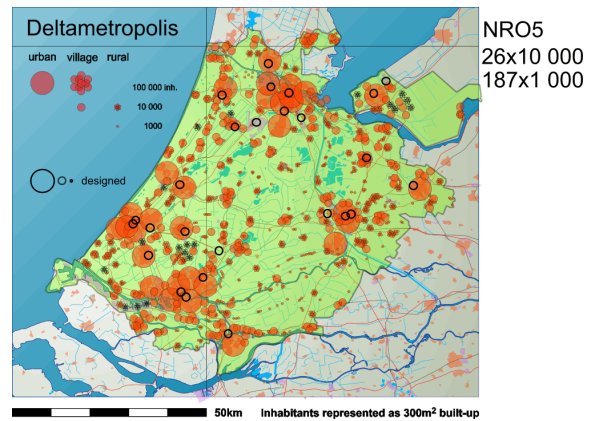 Deltametropolis
NRO5
26x10 000
187x1 000
urban village rural
100 000 inh.
10 000
1000
designed
50km Inhabitants represented as 300m² built-up